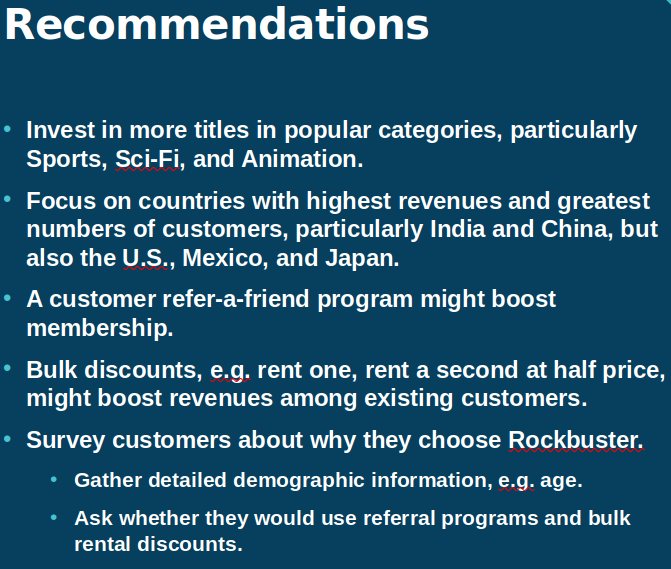 Recommendations
• Invest in more titles in popular categories, particularly
Sports, Sci-Fi, and Animation.
• Focus on countries with highest revenues and greatest
numbers of customers, particularly India and China, but
also the U.S., Mexico, and Japan.
• A customer refer-a-friend program might boost
membership.
• Bulk discounts, e.g. rent one, rent a second at half price,
might boost revenues among existing customers.
• Survey customers about why they choose Rockbuster.
• Gather detailed demographic information, e.g. age.
• Ask whether they would use referral programs and bulk
rental discounts.